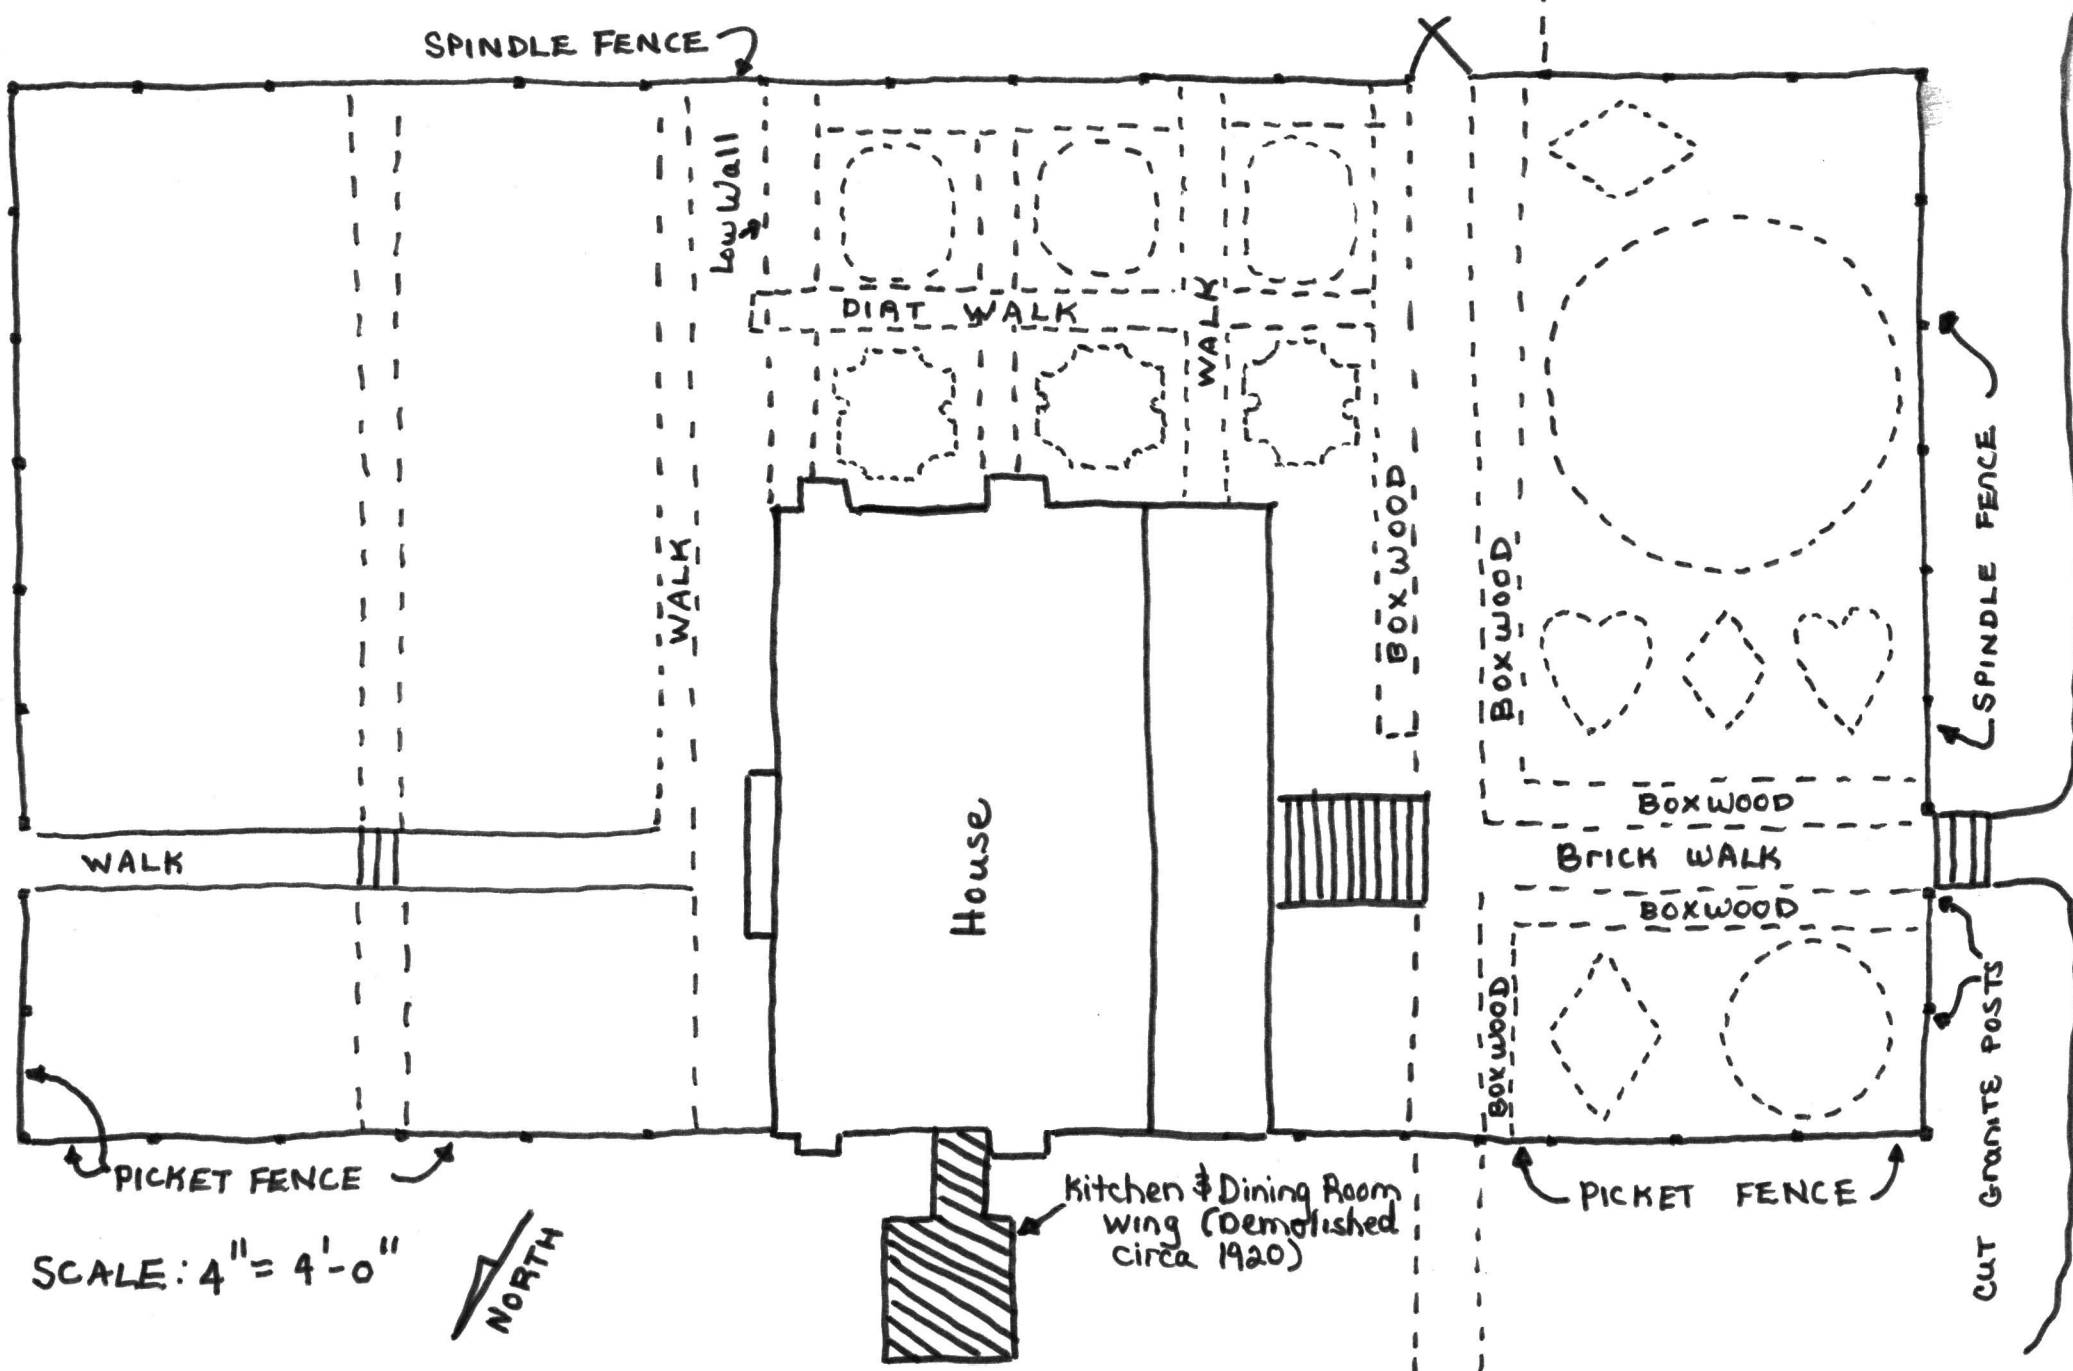 SPINDLE FENCE
Low Wall
DIRT WALK
WALK
WALK
BOXWOOD
BOXWOOD
SPINDLE FENCE
House
BOXWOOD
WALK
Brick WALK
BOXWOOD
BOXWOOD
CUT GraNITE POSTS
PICKET FENCE
PICKET FENCE
Kitchen & Dining Room
wing (Demolished
circa 1920)
SCALE: 4" = 4'-0"
NORTH